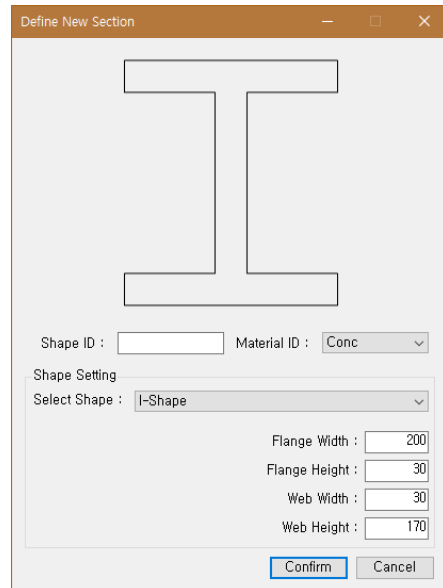 Define New Section
Shape ID : Material ID : Conc
Shape Setting
Select Shape : I-Shape
Flange Width : 200
Flange Height : 30
Web Width : 30
Web Height : 170
Confirm Cancel